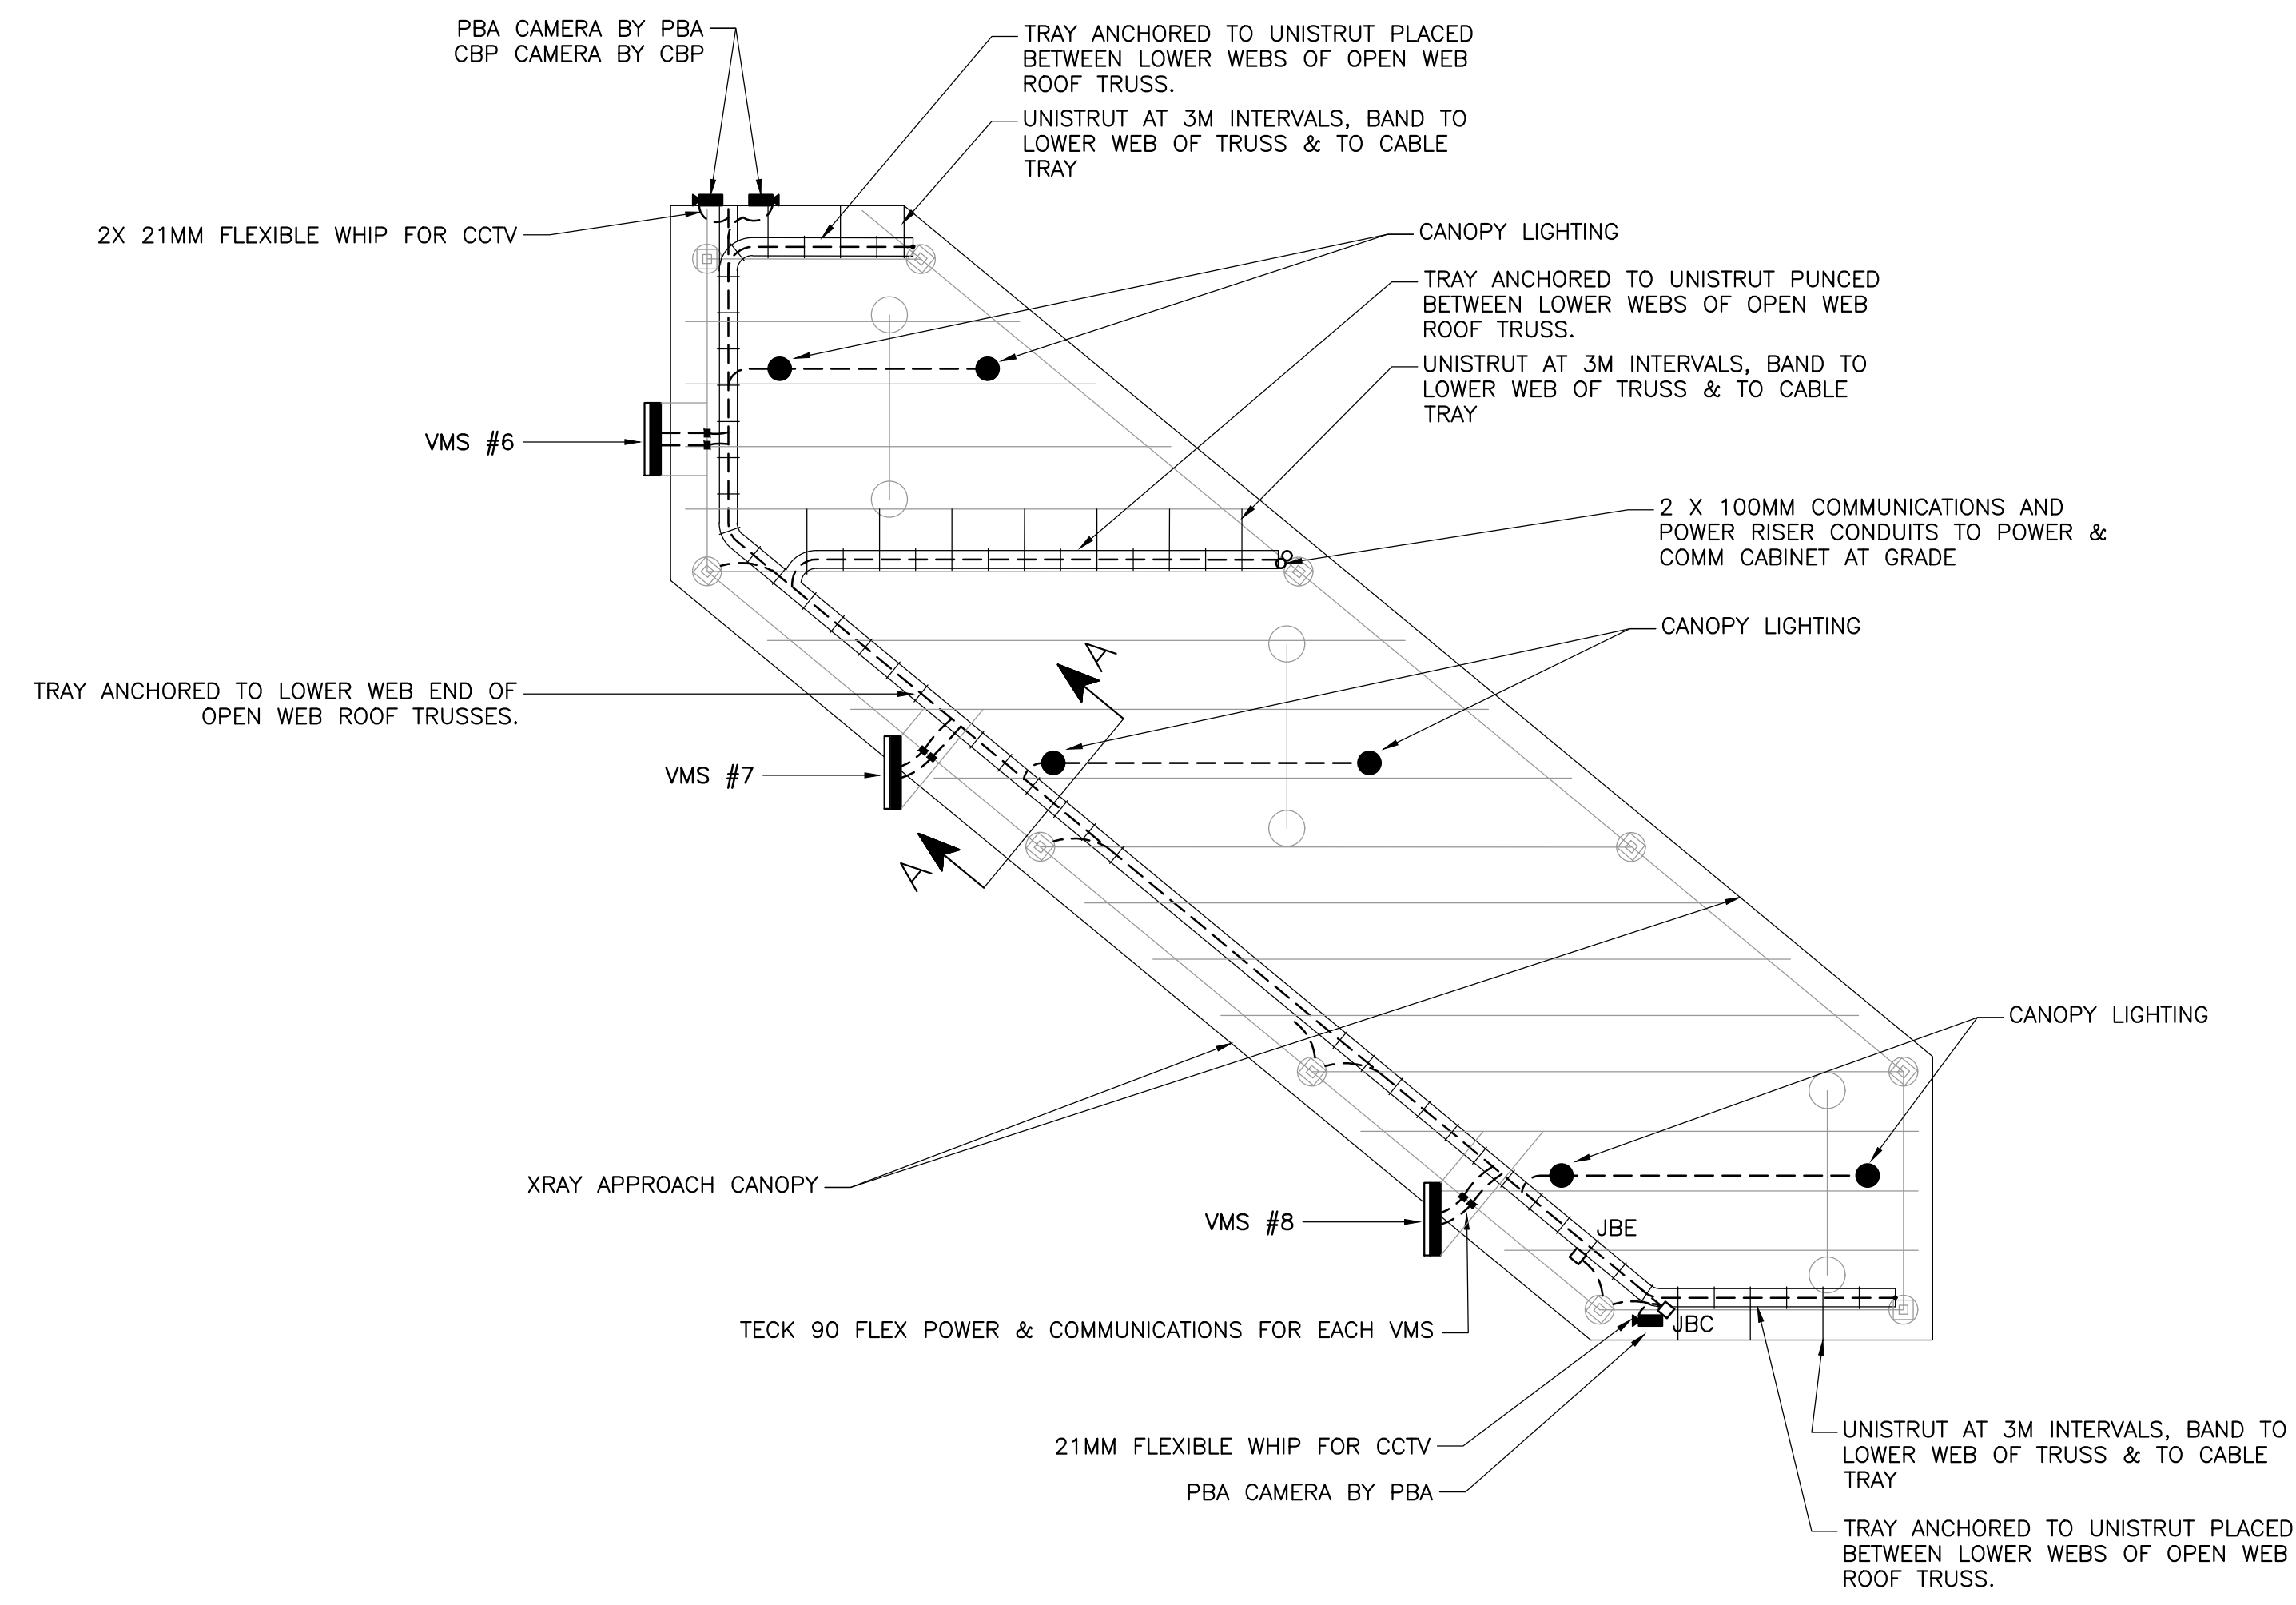 PBA CAMERA BY PBA
CBP CAMERA BY CBP
TRAY ANCHORED TO UNISTRUT PLACED
BETWEEN LOWER WEBS OF OPEN WEB
ROOF TRUSS.
UNISTRUT AT 3M INTERVALS, BAND TO
LOWER WEB OF TRUSS & TO CABLE
TRAY
2X 21MM FLEXIBLE WHIP FOR CCTV
CANOPY LIGHTING
TRAY ANCHORED TO UNISTRUT PUNCED
BETWEEN LOWER WEBS OF OPEN WEB
ROOF TRUSS.
UNISTRUT AT 3M INTERVALS, BAND TO
LOWER WEB OF TRUSS & TO CABLE
TRAY
VMS #6
2 X 100MM COMMUNICATIONS AND
POWER RISER CONDUITS TO POWER &
COMM CABINET AT GRADE
CANOPY LIGHTING
A
TRAY ANCHORED TO LOWER WEB END OF
OPEN WEB ROOF TRUSSES.
VMS #7
A
CANOPY LIGHTING
XRAY APPROACH CANOPY
VMS #8
JBE
JBC
TECK 90 FLEX POWER & COMMUNICATIONS FOR EACH VMS
21MM FLEXIBLE WHIP FOR CCTV
PBA CAMERA BY PBA
UNISTRUT AT 3M INTERVALS, BAND TO
LOWER WEB OF TRUSS & TO CABLE
TRAY
TRAY ANCHORED TO UNISTRUT PLACED
BETWEEN LOWER WEBS OF OPEN WEB
ROOF TRUSS.